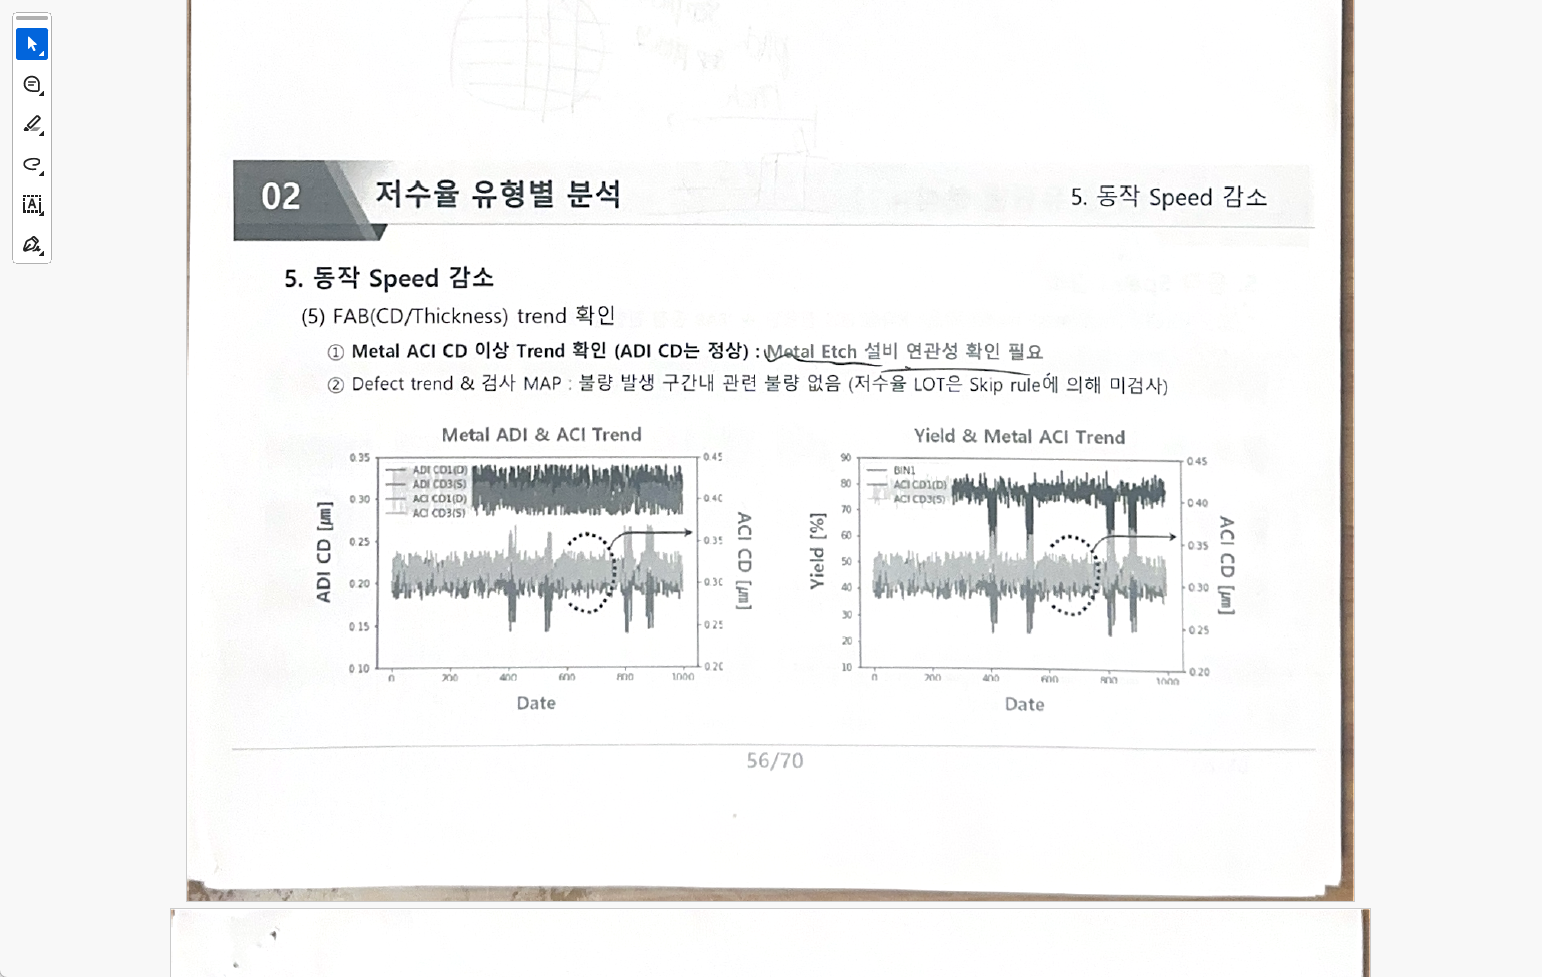 02 저수율 유형별 분석 5. 동작 Speed 감소
5. 동작 Speed 감소
(5) FAB(CD/Thickness) trend 확인
① Metal ACI CD 이상 Trend 확인 (ADI CD는 정상) : Metal Etch 설비 연관성 확인 필요
② Defect trend & 검사 MAP : 불량 발생 구간내 관련 불량 없음 (저수율 LOT은 Skip rule에 의해 미검사)
Metal ADI & ACI Trend
ADI CD [㎛]
0.35
0.30
0.25
0.20
0.15
0.10
ADI CD1(D)
ADI CD3(S)
ACI CD1(D)
ACI CD3(S)
0.45
0.40
0.35
0.30
0.25
0.20
ACI CD [㎛]
0 200 400 600 800 1000
Date
Yield & Metal ACI Trend
Yield [%]
90
80
70
60
50
40
30
20
10
BIN1
ACI CD1(D)
ACI CD3(S)
0.45
0.40
0.35
0.30
0.25
0.20
ACI CD [㎛]
0 200 400 600 800 1000
Date
56/70